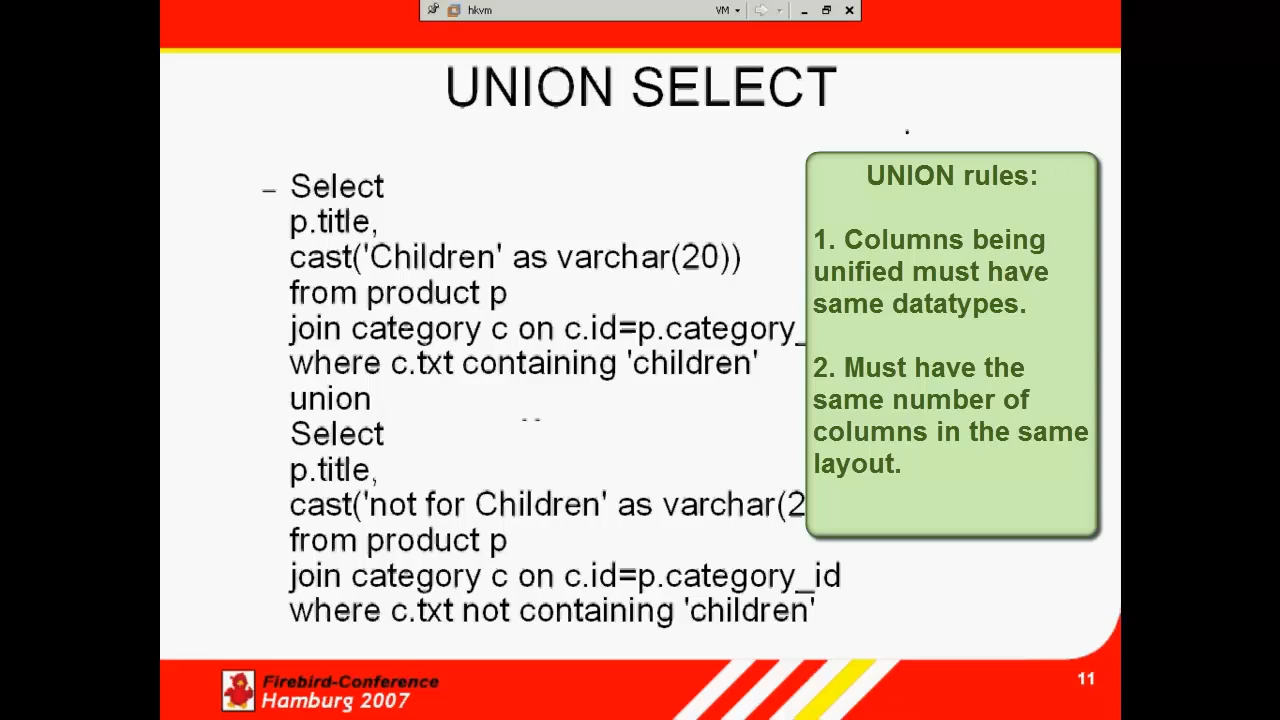 hkvm
VM
UNION SELECT
– Select
p.title,
cast('Children' as varchar(20))
from product p
join category c on c.id=p.category_
where c.txt containing 'children'
union
Select
p.title,
cast('not for Children' as varchar(2
from product p
join category c on c.id=p.category_id
where c.txt not containing 'children'
UNION rules:
1. Columns being
unified must have
same datatypes.
2. Must have the
same number of
columns in the same
layout.
Firebird-Conference
Hamburg 2007
11